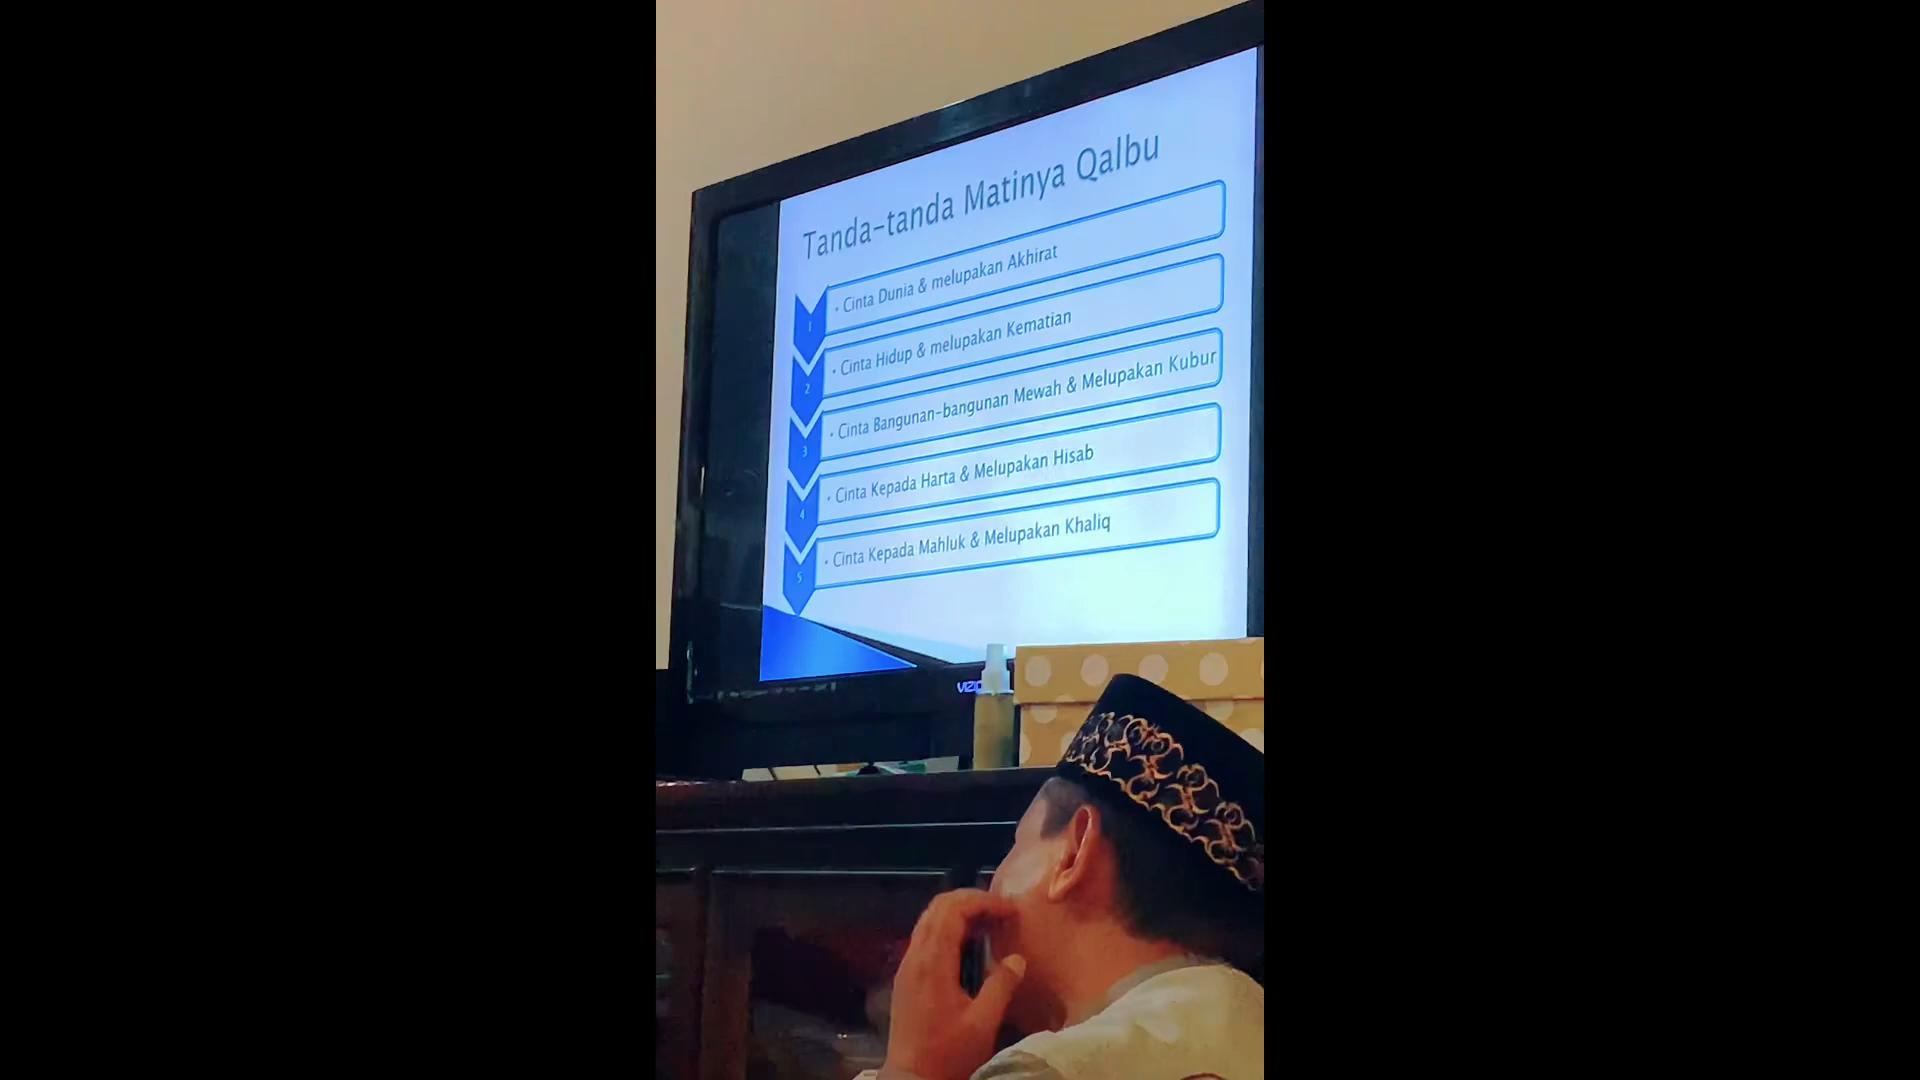 Tanda-tanda Matinya Qalbu
1
• Cinta Dunia & melupakan Akhirat
2
• Cinta Hidup & melupakan Kematian
3
• Cinta Bangunan-bangunan Mewah & Melupakan Kubur
4
• Cinta Kepada Harta & Melupakan Hisab
5
• Cinta Kepada Mahluk & Melupakan Khaliq